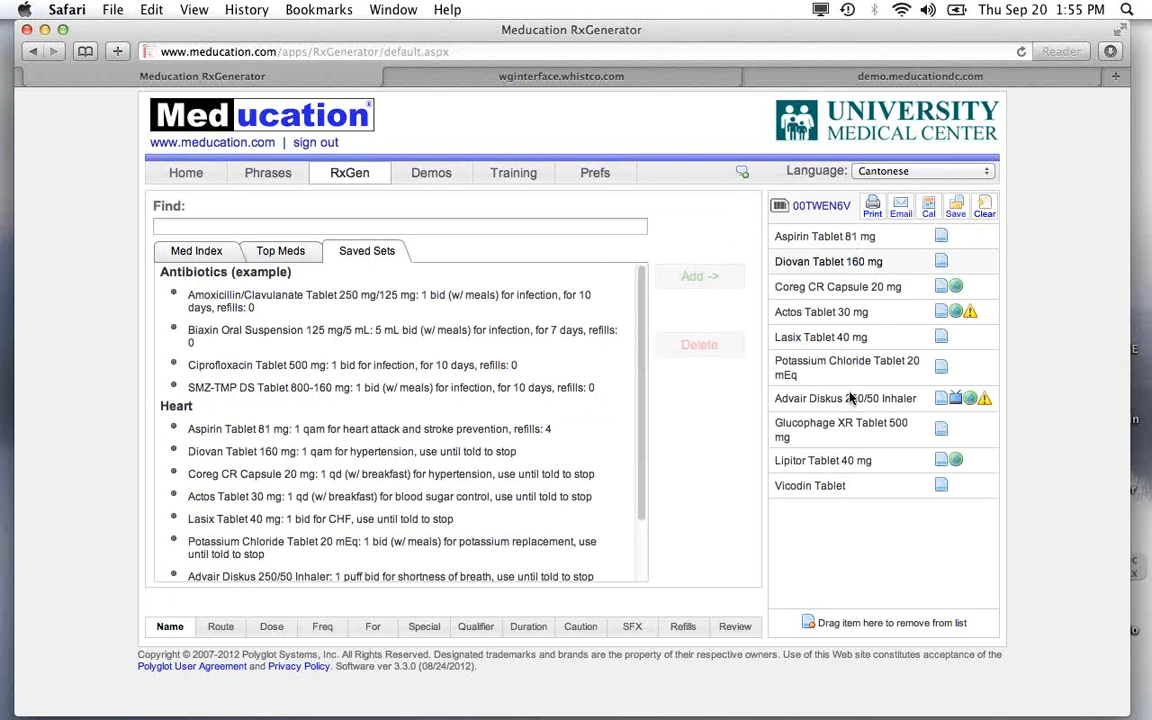 Safari File Edit View History Bookmarks Window Help Thu Sep 20 1:55 PM
Meducation RxGenerator
www.meducation.com/apps/RxGenerator/default.aspx Reader
Meducation RxGenerator wginterface.whistco.com demo.meducationdc.com
Meducation®
www.meducation.com | sign out
UNIVERSITY
MEDICAL CENTER
Home Phrases RxGen Demos Training Prefs Language: Cantonese
Find:
00TWEN6V Print Email Cal Save Clear
Med Index Top Meds Saved Sets
Antibiotics (example)
Amoxicillin/Clavulanate Tablet 250 mg/125 mg: 1 bid (w/ meals) for infection, for 10
days, refills: 0
Biaxin Oral Suspension 125 mg/5 mL: 5 mL bid (w/ meals) for infection, for 7 days, refills:
0
Ciprofloxacin Tablet 500 mg: 1 bid for infection, for 10 days, refills: 0
SMZ-TMP DS Tablet 800-160 mg: 1 bid (w/ meals) for infection, for 10 days, refills: 0
Heart
Aspirin Tablet 81 mg: 1 qam for heart attack and stroke prevention, refills: 4
Diovan Tablet 160 mg: 1 qam for hypertension, use until told to stop
Coreg CR Capsule 20 mg: 1 qd (w/ breakfast) for hypertension, use until told to stop
Actos Tablet 30 mg: 1 qd (w/ breakfast) for blood sugar control, use until told to stop
Lasix Tablet 40 mg: 1 bid for CHF, use until told to stop
Potassium Chloride Tablet 20 mEq: 1 bid (w/ meals) for potassium replacement, use
until told to stop
Advair Diskus 250/50 Inhaler: 1 puff bid for shortness of breath, use until told to stop
Add ->
Delete
Aspirin Tablet 81 mg
Diovan Tablet 160 mg
Coreg CR Capsule 20 mg
Actos Tablet 30 mg
Lasix Tablet 40 mg
Potassium Chloride Tablet 20
mEq
Advair Diskus 250/50 Inhaler
Glucophage XR Tablet 500
mg
Lipitor Tablet 40 mg
Vicodin Tablet
Drag item here to remove from list
Name Route Dose Freq For Special Qualifier Duration Caution SFX Refills Review
Copyright © 2007-2012 Polyglot Systems, Inc. All Rights Reserved. Designated trademarks and brands are the property of their respective owners. Use of this Web site constitutes acceptance of the
Polyglot User Agreement and Privacy Policy. Software ver 3.3.0 (08/24/2012).